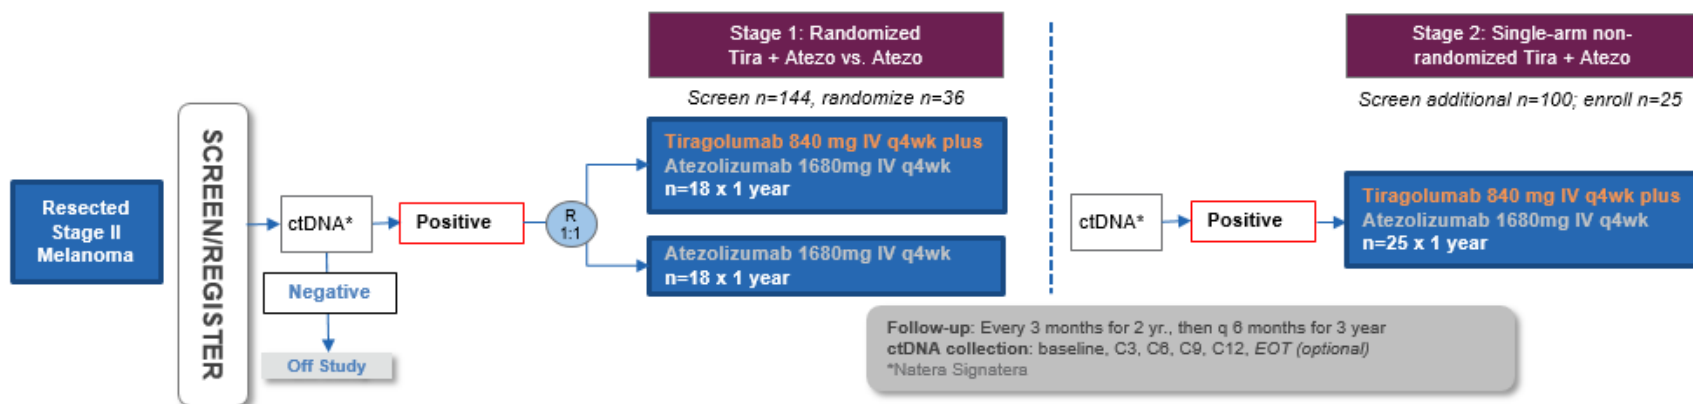 Resected
Stage II
Melanoma
SCREEN/REGISTER
ctDNA*
Positive
Negative
Off Study
R
1:1
Stage 1: Randomized
Tira + Atezo vs. Atezo
Screen n=144, randomize n=36
Tiragolumab 840 mg IV q4wk plus
Atezolizumab 1680mg IV q4wk
n=18 x 1 year
Atezolizumab 1680mg IV q4wk
n=18 x 1 year
Stage 2: Single-arm non-
randomized Tira + Atezo
Screen additional n=100; enroll n=25
ctDNA*
Positive
Tiragolumab 840 mg IV q4wk plus
Atezolizumab 1680mg IV q4wk
n=25 x 1 year
Follow-up: Every 3 months for 2 yr., then q 6 months for 3 year
ctDNA collection: baseline, C3, C6, C9, C12, EOT (optional)
*Natera Signatera